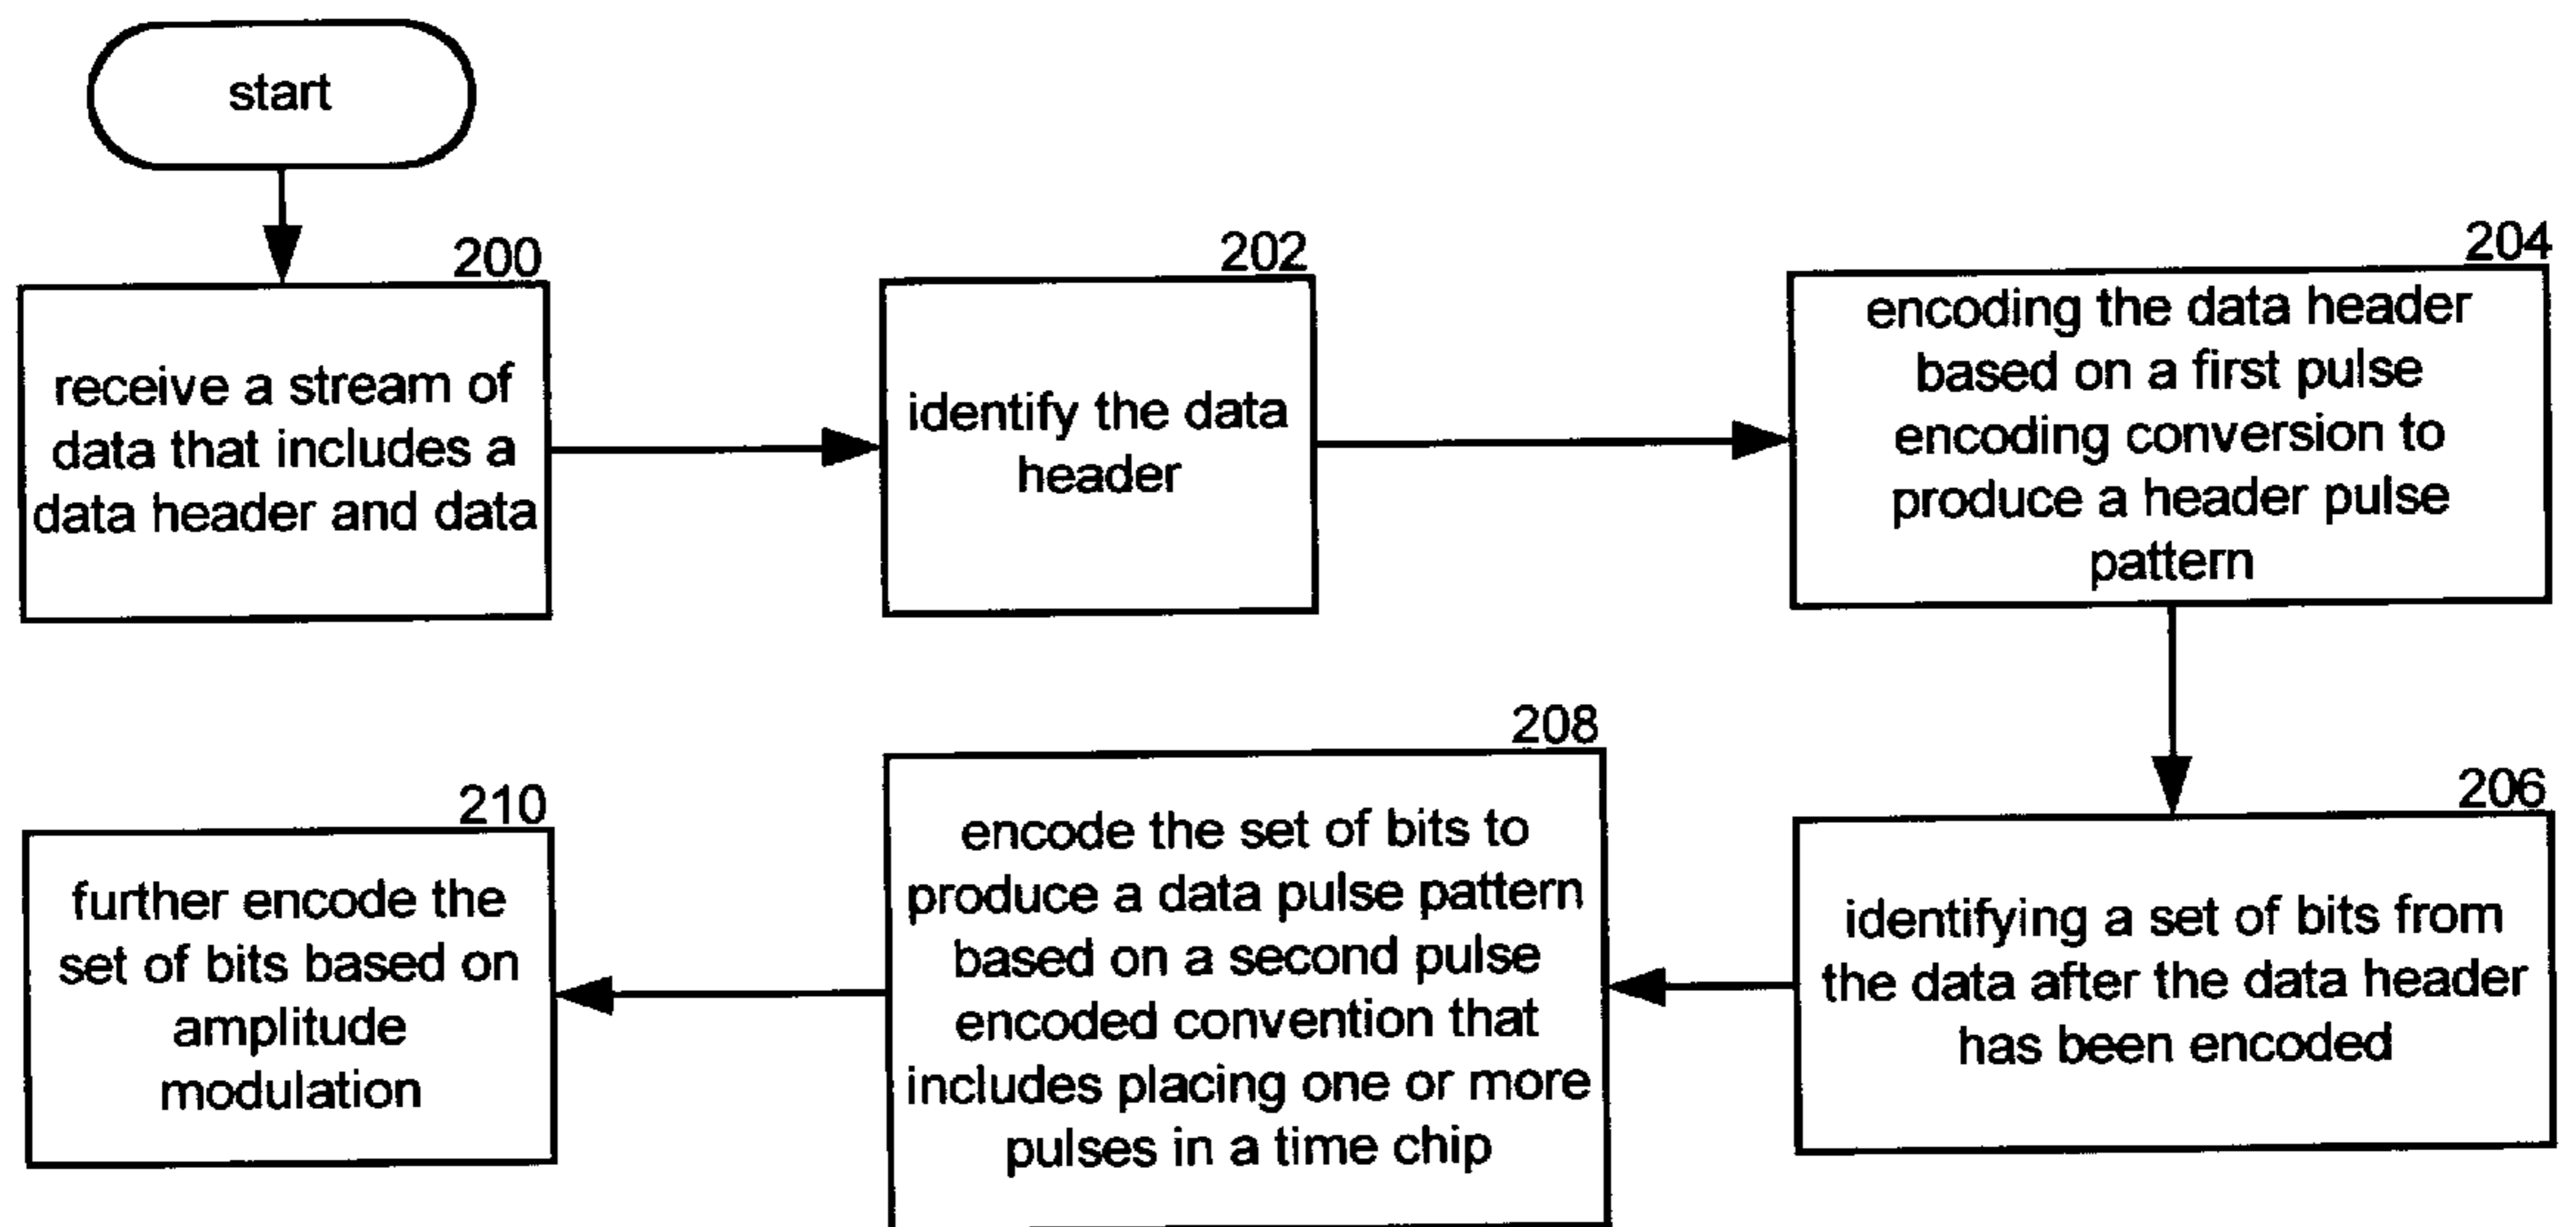 start
200
receive a stream of
data that includes a
data header and data
202
identify the data
header
204
encoding the data header
based on a first pulse
encoding conversion to
produce a header pulse
pattern
206
identifying a set of bits from
the data after the data header
has been encoded
208
encode the set of bits to
produce a data pulse pattern
based on a second pulse
encoded convention that
includes placing one or more
pulses in a time chip
210
further encode the
set of bits based on
amplitude
modulation